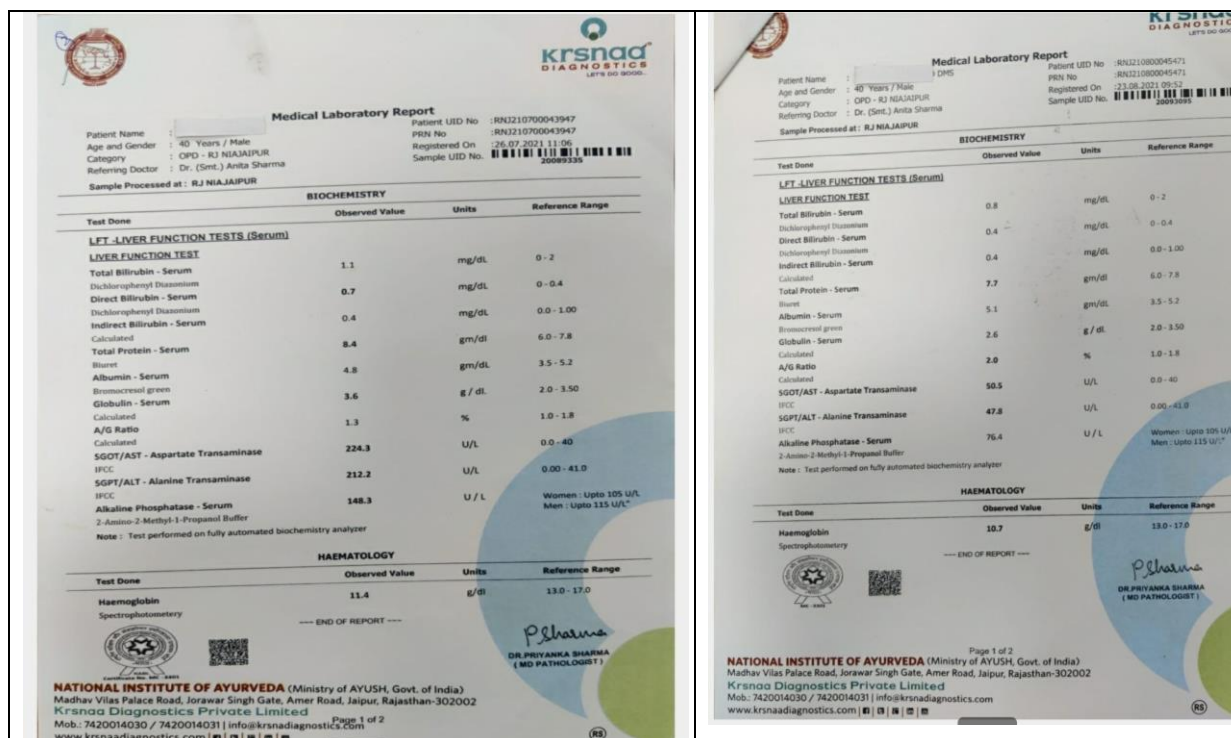 krsnaa
DIAGNOSTICS
LET'S DO GOOD..
Medical Laboratory Report
Patient Name :
Age and Gender : 40 Years / Male
Category : OPD - RJ NIAJAIPUR
Referring Doctor : Dr. (Smt.) Anita Sharma
Patient UID No :RNJ210700043947
PRN No :RNJ210700043947
Registered On :26.07.2021 11:06
Sample UID No.
20089335
Sample Processed at : RJ NIAJAIPUR
BIOCHEMISTRY
Test Done Observed Value Units Reference Range
LFT -LIVER FUNCTION TESTS (Serum)
LIVER FUNCTION TEST
Total Bilirubin - Serum 1.1 mg/dL 0 - 2
Dichlorophenyl Diazonium
Direct Bilirubin - Serum 0.7 mg/dL 0 - 0.4
Dichlorophenyl Diazonium
Indirect Bilirubin - Serum 0.4 mg/dL 0.0 - 1.00
Calculated
Total Protein - Serum 8.4 gm/dl 6.0 - 7.8
Biuret
Albumin - Serum 4.8 gm/dL 3.5 - 5.2
Bromocresol green
Globulin - Serum 3.6 g / dl. 2.0 - 3.50
Calculated
A/G Ratio 1.3 % 1.0 - 1.8
Calculated
SGOT/AST - Aspartate Transaminase 224.3 U/L 0.0 - 40
IFCC
SGPT/ALT - Alanine Transaminase 212.2 U/L 0.00 - 41.0
IFCC
Alkaline Phosphatase - Serum 148.3 U / L Women : Upto 105 U/L
Men : Upto 115 U/L"
2-Amino-2-Methyl-1-Propanol Buffer
Note : Test performed on fully automated biochemistry analyzer
HAEMATOLOGY
Test Done Observed Value Units Reference Range
Haemoglobin 11.4 g/dl 13.0 - 17.0
Spectrophotometery
---- END OF REPORT ----
P Sharma
DR.PRIYANKA SHARMA
( MD PATHOLOGIST )
NATIONAL INSTITUTE OF AYURVEDA (Ministry of AYUSH, Govt. of India)
Madhav Vilas Palace Road, Jorawar Singh Gate, Amer Road, Jaipur, Rajasthan-302002
Krsnaa Diagnostics Private Limited
Page 1 of 2
Mob.: 7420014030 / 7420014031 | info@krsnadiagnostics.com
www.krsnaadiagnostics.com
RS
krsnaa
DIAGNOSTICS
LET'S DO GOOD
Medical Laboratory Report
Patient Name : DMS
Age and Gender : 40 Years / Male
Category : OPD - RJ NIAJAIPUR
Referring Doctor : Dr. (Smt.) Anita Sharma
Patient UID No :RNJ210800045471
PRN No :RNJ210800045471
Registered On :23.08.2021 09:52
Sample UID No.
20093095
Sample Processed at : RJ NIAJAIPUR
BIOCHEMISTRY
Test Done Observed Value Units Reference Range
LFT -LIVER FUNCTION TESTS (Serum)
LIVER FUNCTION TEST
Total Bilirubin - Serum 0.8 mg/dL 0 - 2
Dichlorophenyl Diazonium
Direct Bilirubin - Serum 0.4 mg/dL 0 - 0.4
Dichlorophenyl Diazonium
Indirect Bilirubin - Serum 0.4 mg/dL 0.0 - 1.00
Calculated
Total Protein - Serum 7.7 gm/dl 6.0 - 7.8
Biuret
Albumin - Serum 5.1 gm/dL 3.5 - 5.2
Bromocresol green
Globulin - Serum 2.6 g / dl. 2.0 - 3.50
Calculated
A/G Ratio 2.0 % 1.0 - 1.8
Calculated
SGOT/AST - Aspartate Transaminase 50.5 U/L 0.0 - 40
IFCC
SGPT/ALT - Alanine Transaminase 47.8 U/L 0.00 - 41.0
IFCC
Alkaline Phosphatase - Serum 76.4 U / L Women : Upto 105 U/L
Men : Upto 115 U/L"
2-Amino-2-Methyl-1-Propanol Buffer
Note : Test performed on fully automated biochemistry analyzer
HAEMATOLOGY
Test Done Observed Value Units Reference Range
Haemoglobin 10.7 g/dl 13.0 - 17.0
Spectrophotometery
---- END OF REPORT ----
P Sharma
DR.PRIYANKA SHARMA
( MD PATHOLOGIST )
Page 1 of 2
NATIONAL INSTITUTE OF AYURVEDA (Ministry of AYUSH, Govt. of India)
Madhav Vilas Palace Road, Jorawar Singh Gate, Amer Road, Jaipur, Rajasthan-302002
Krsnaa Diagnostics Private Limited
Mob.: 7420014030 / 7420014031 | info@krsnadiagnostics.com
www.krsnaadiagnostics.com
RS